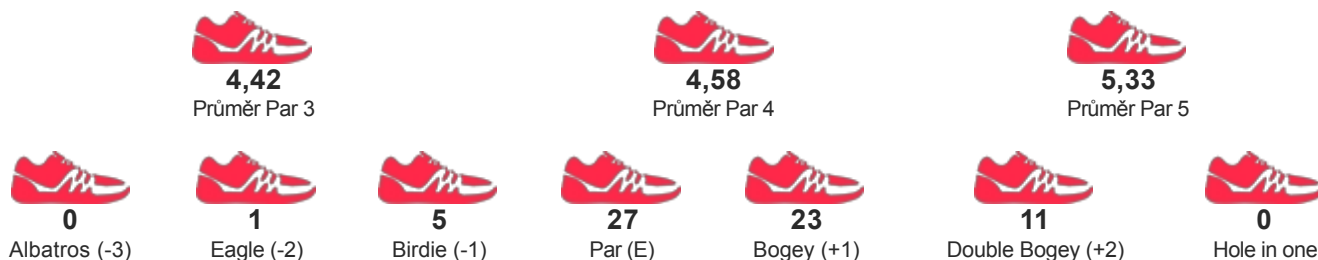 4,42
Průměr Par 3
4,58
Průměr Par 4
5,33
Průměr Par 5
0
Albatros (-3)
1
Eagle (-2)
5
Birdie (-1)
27
Par (E)
23
Bogey (+1)
11
Double Bogey (+2)
0
Hole in one